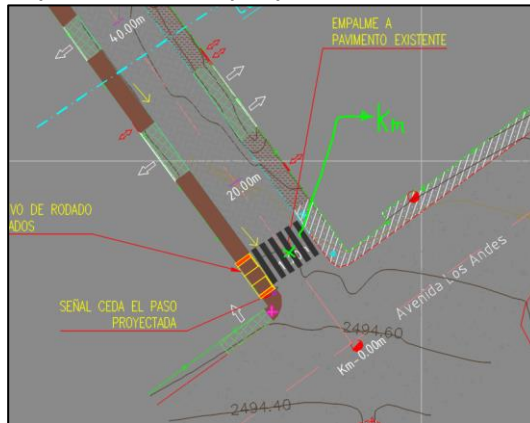 40.00m
EMPALME A
PAVIMENTO EXISTENTE
Km
20.00m
VO DE RODADO
ADOS
SEÑAL CEDA EL PASO
PROYECTADA
Avenida Los Andes
2494.60
Km-0.00m
2494.40